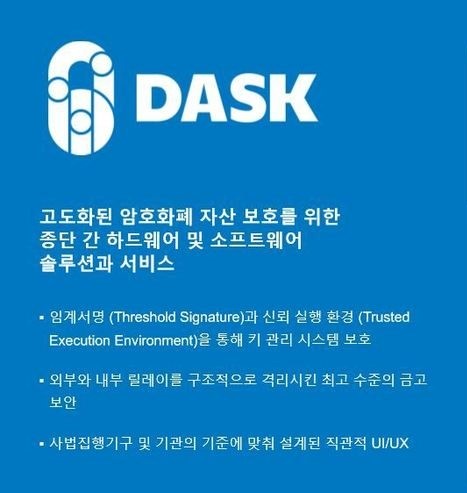 DASK
고도화된 암호화폐 자산 보호를 위한
종단 간 하드웨어 및 소프트웨어
솔루션과 서비스
▪ 임계서명 (Threshold Signature)과 신뢰 실행 환경 (Trusted
Execution Environment)을 통해 키 관리 시스템 보호
▪ 외부와 내부 릴레이를 구조적으로 격리시킨 최고 수준의 금고
보안
▪ 사법집행기구 및 기관의 기준에 맞춰 설계된 직관적 UI/UX